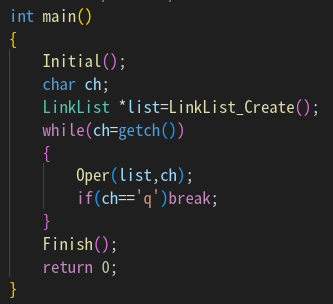 int main()
{
    Initial();
    char ch;
    LinkList *list=LinkList_Create();
    while(ch=getch())
    {
        Oper(list,ch);
        if(ch=='q')break;
    }
    Finish();
    return 0;
}